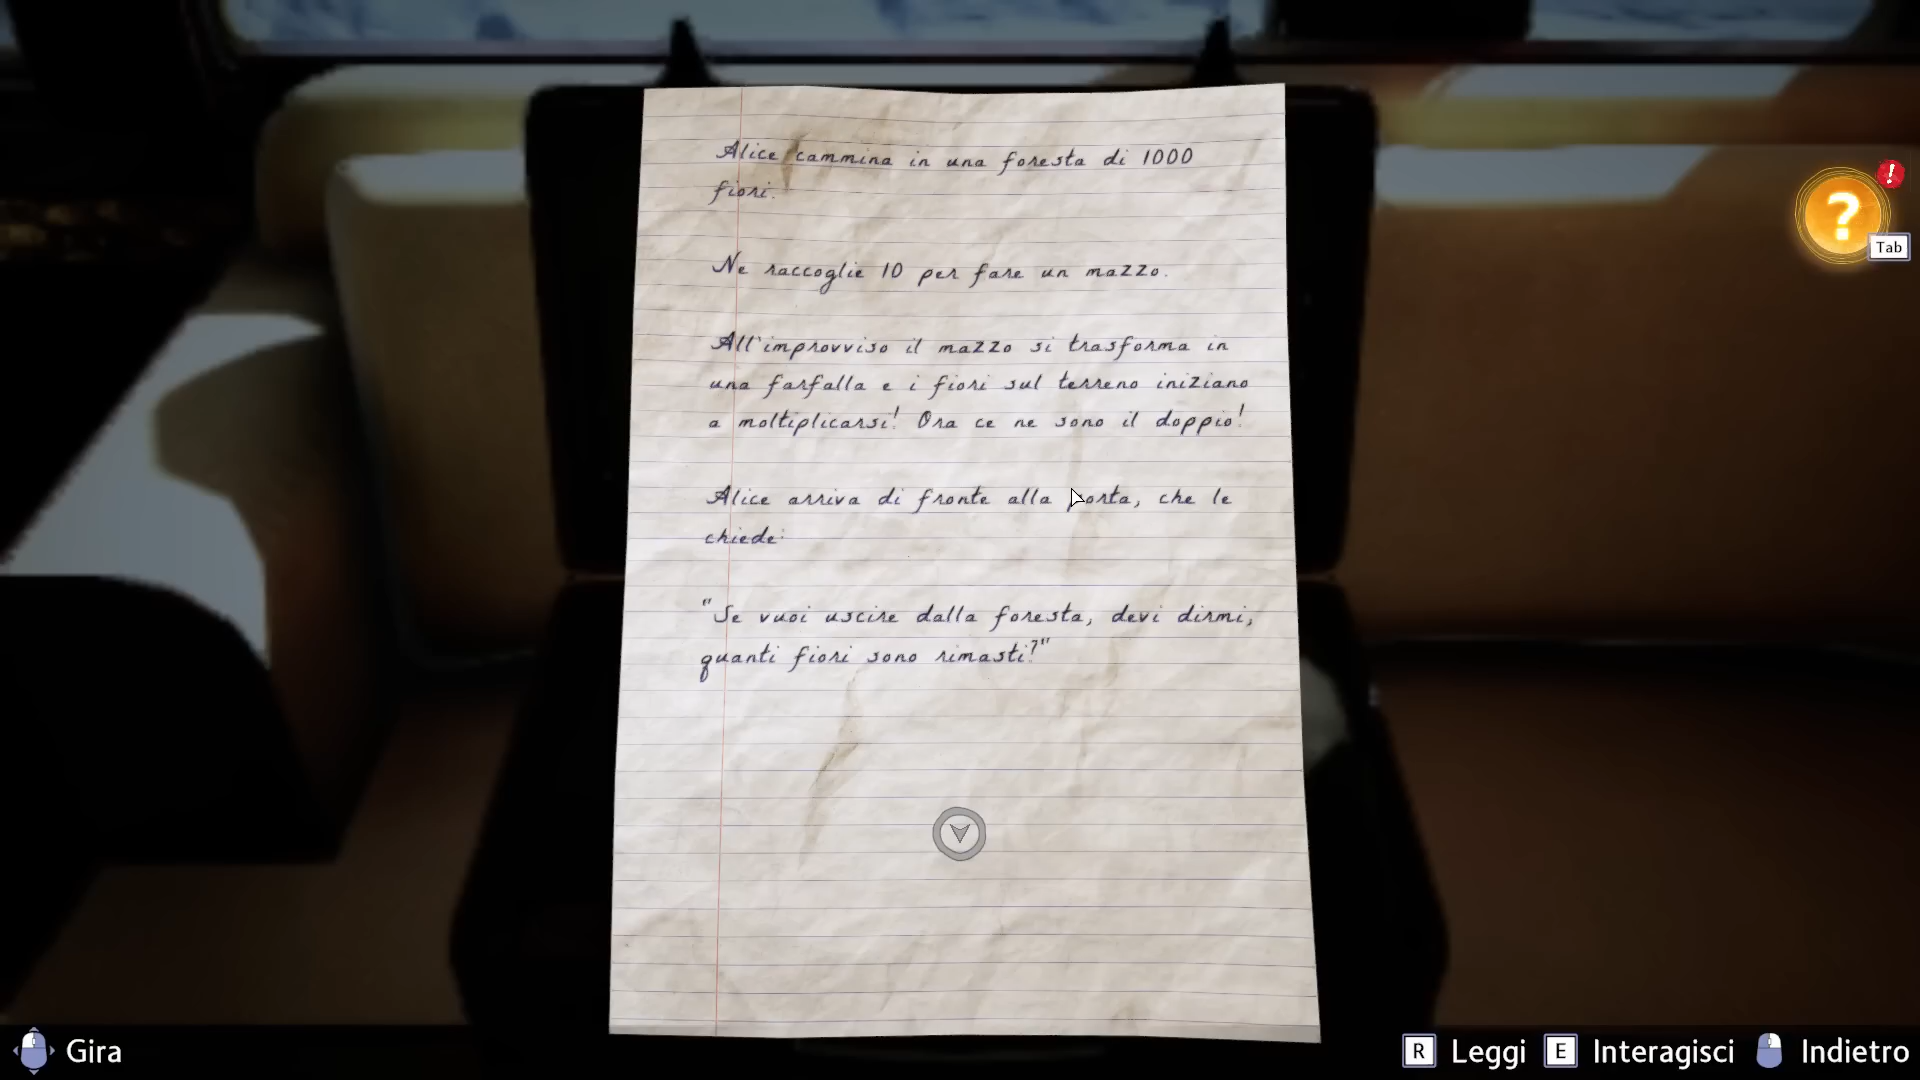 Alice cammina in una foresta di 1000
fiori.
Ne raccoglie 10 per fare un mazzo.
All'improvviso il mazzo si trasforma in
una farfalla e i fiori sul terreno iniziano
a moltiplicarsi! Ora ce ne sono il doppio!
Alice arriva di fronte alla porta, che le
chiede:
"Se vuoi uscire dalla foresta, devi dirmi,
quanti fiori sono rimasti?"
!
?
Tab
Gira
R Leggi E Interagisci Indietro